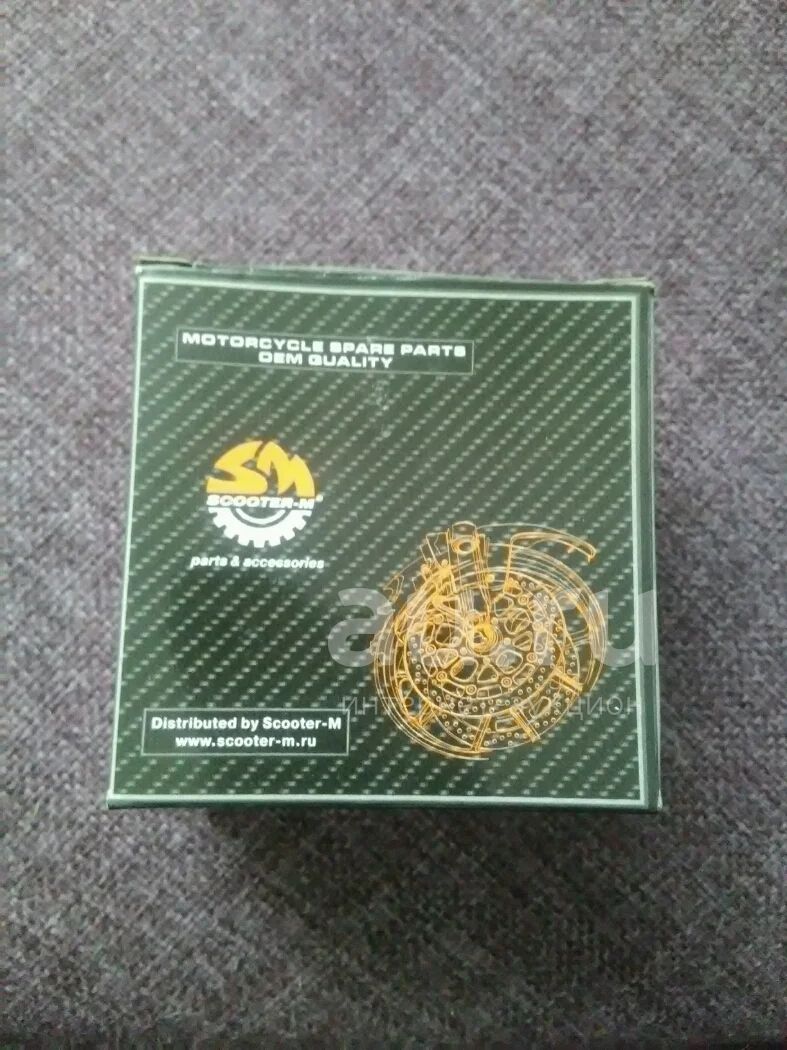 MOTORCYCLE SPARE PARTS
OEM QUALITY
SM
SCOOTER-M®
parts & accessories
Distributed by Scooter-M
www.scooter-m.ru